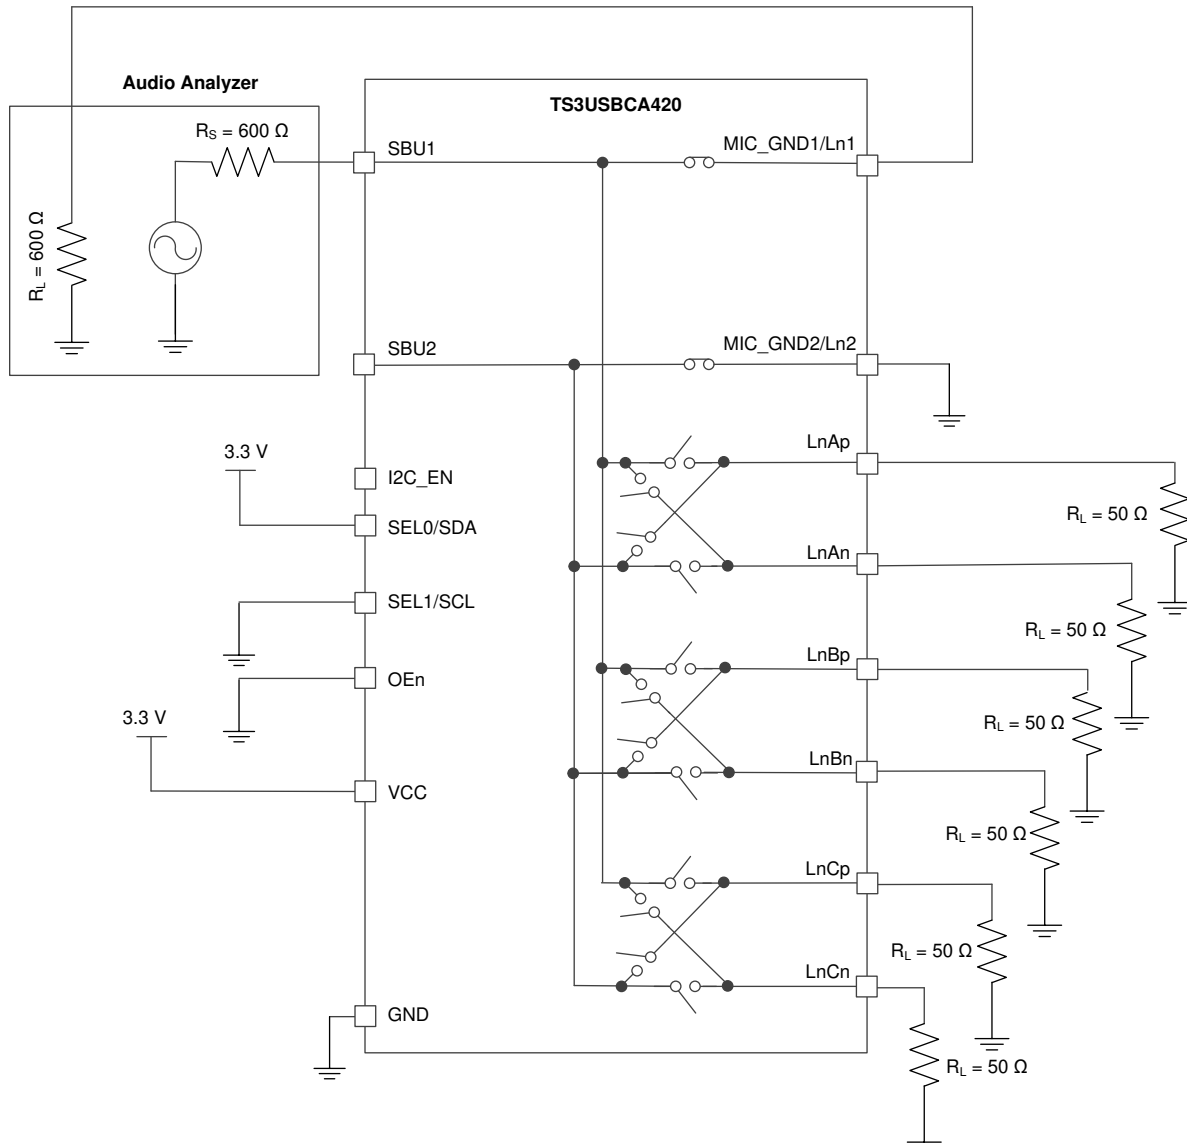 Audio Analyzer
TS3USBCA420
R_S = 600 Ω
SBU1
MIC_GND1/Ln1
R_L = 600 Ω
SBU2
MIC_GND2/Ln2
LnAp
3.3 V
I2C_EN
R_L = 50 Ω
SEL0/SDA
LnAn
SEL1/SCL
R_L = 50 Ω
LnBp
OEn
3.3 V
R_L = 50 Ω
LnBn
VCC
R_L = 50 Ω
LnCp
R_L = 50 Ω
LnCn
GND
R_L = 50 Ω